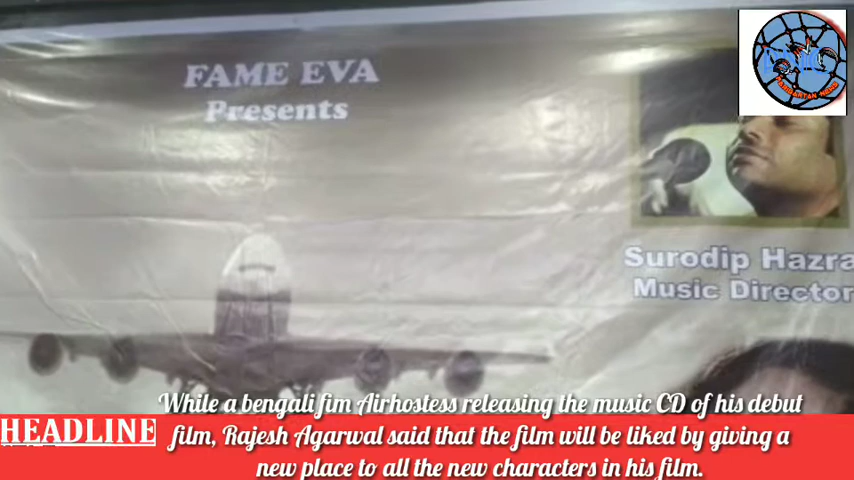 FAME EVA
Presents
Surodip Hazra
Music Director
While a bengali fim Airhostess releasing the music CD of his debut
HEADLINE
film, Rajesh Agarwal said that the film will be liked by giving a
new place to all the new characters in his film.